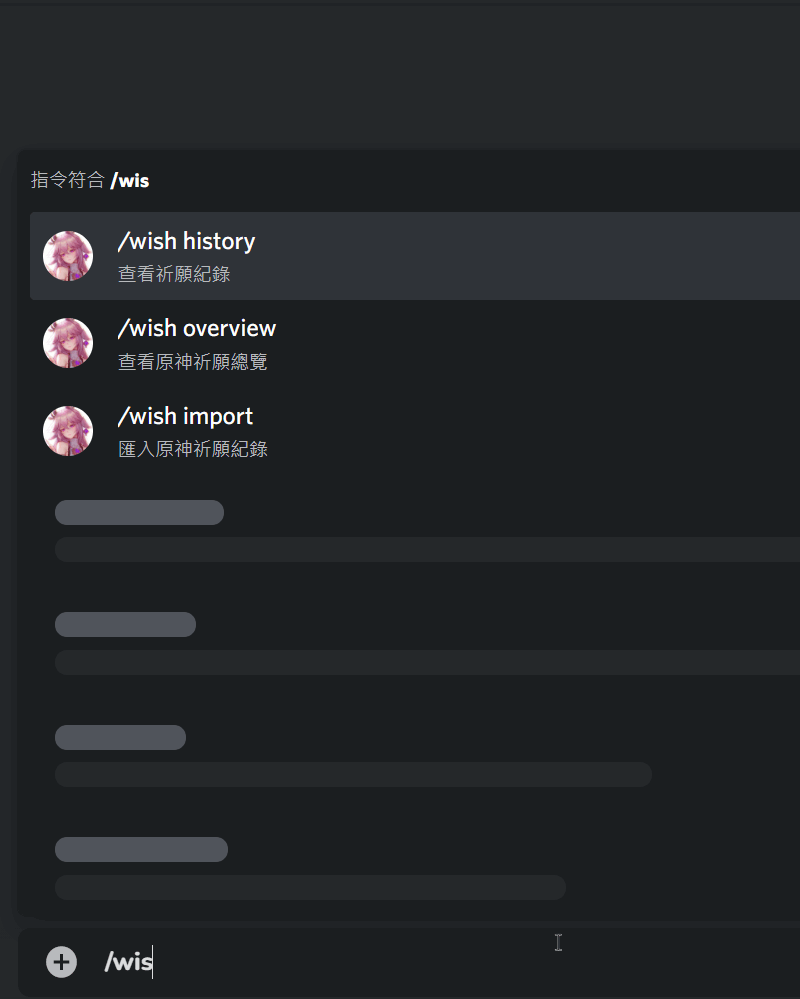 指令符合 /wis
/wish history
查看祈願紀錄
/wish overview
查看原神祈願總覽
/wish import
匯入原神祈願紀錄
/wis